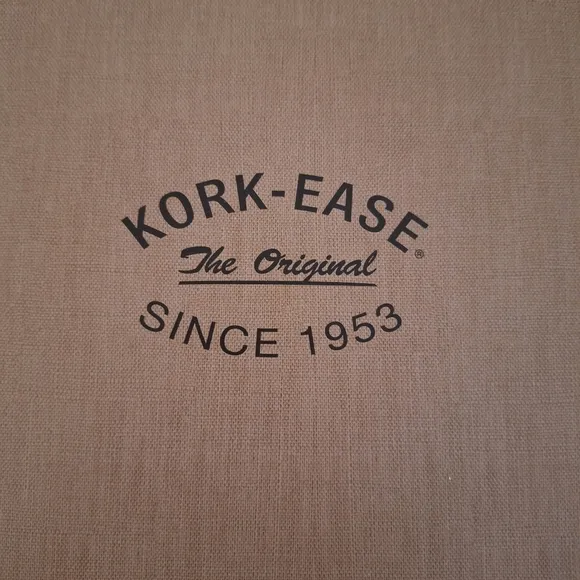 KORK-EASE®
The Original
SINCE 1953